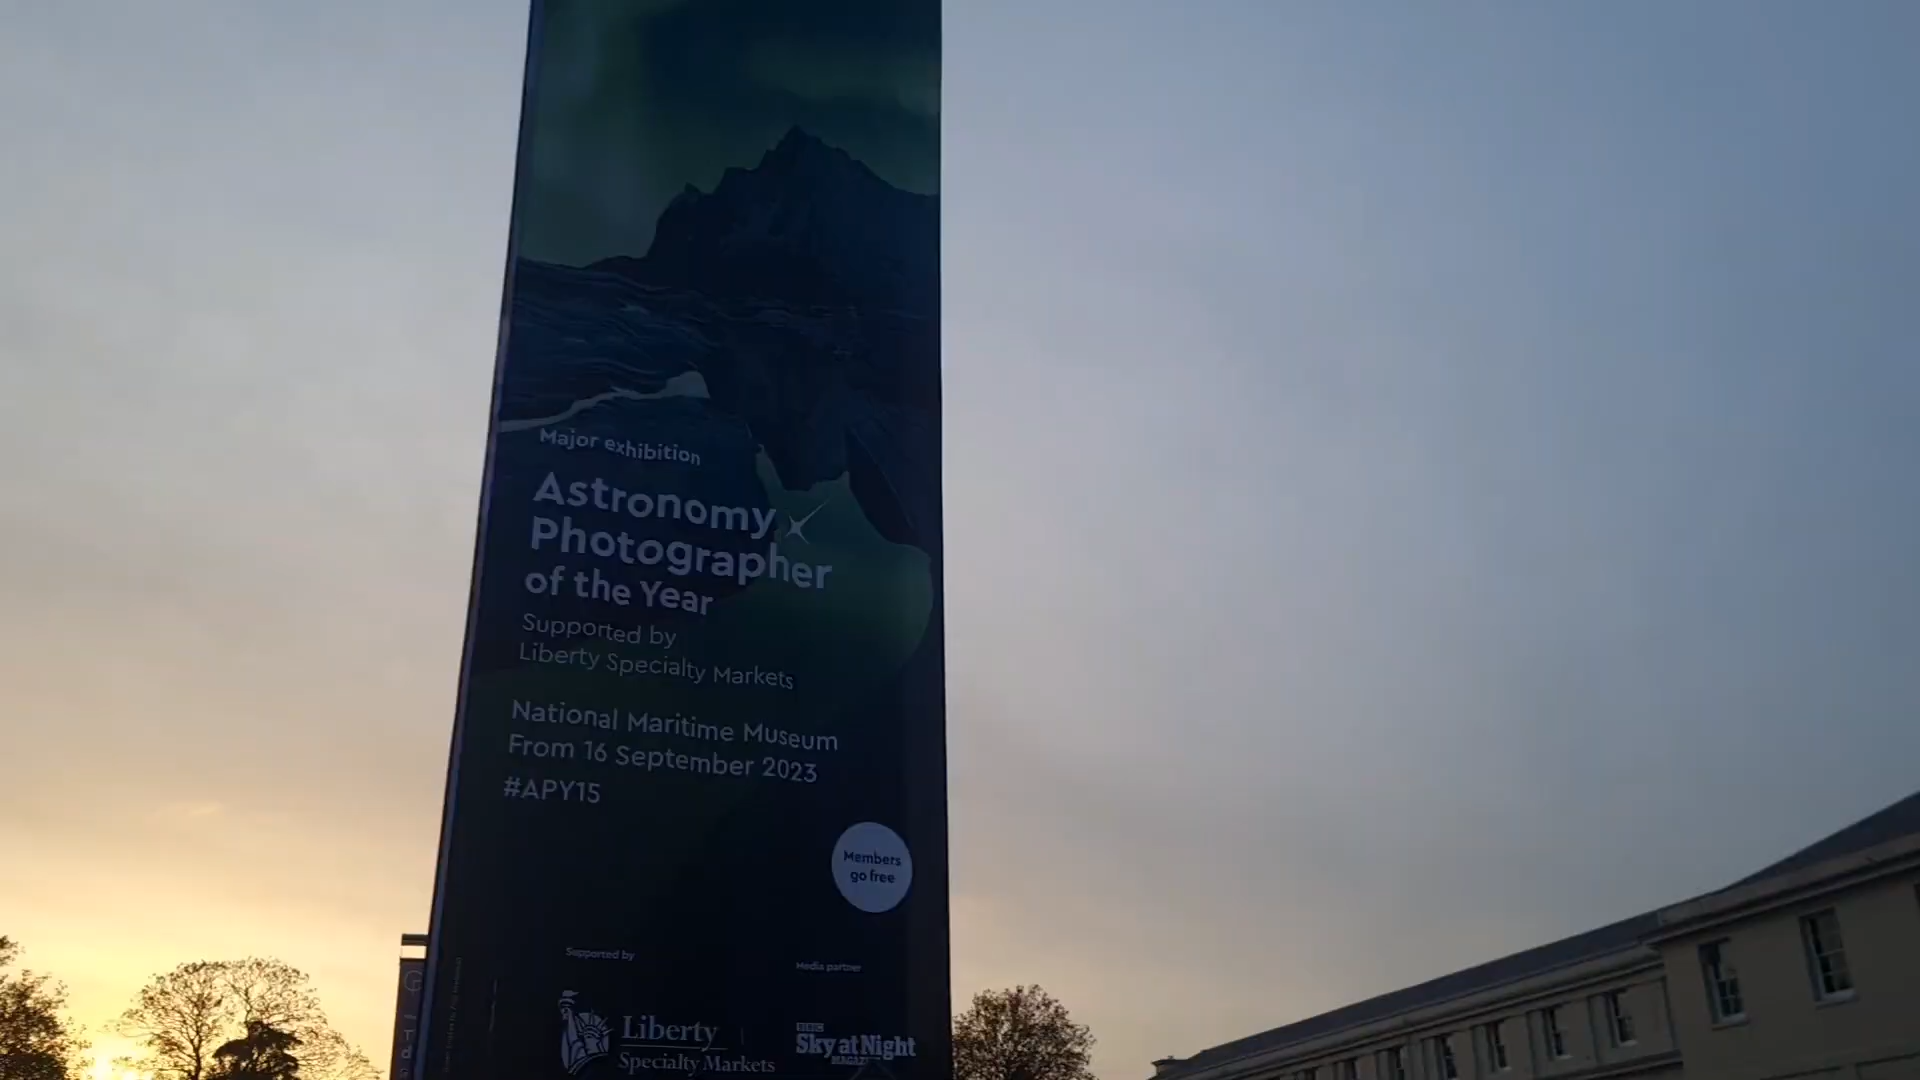 Major exhibition
Astronomy
Photographer
of the Year
Supported by
Liberty Specialty Markets
National Maritime Museum
From 16 September 2023
#APY15
Members
go free
Supported by
Media partner
Liberty
Specialty Markets
BBC
Sky at Night
MAGAZINE